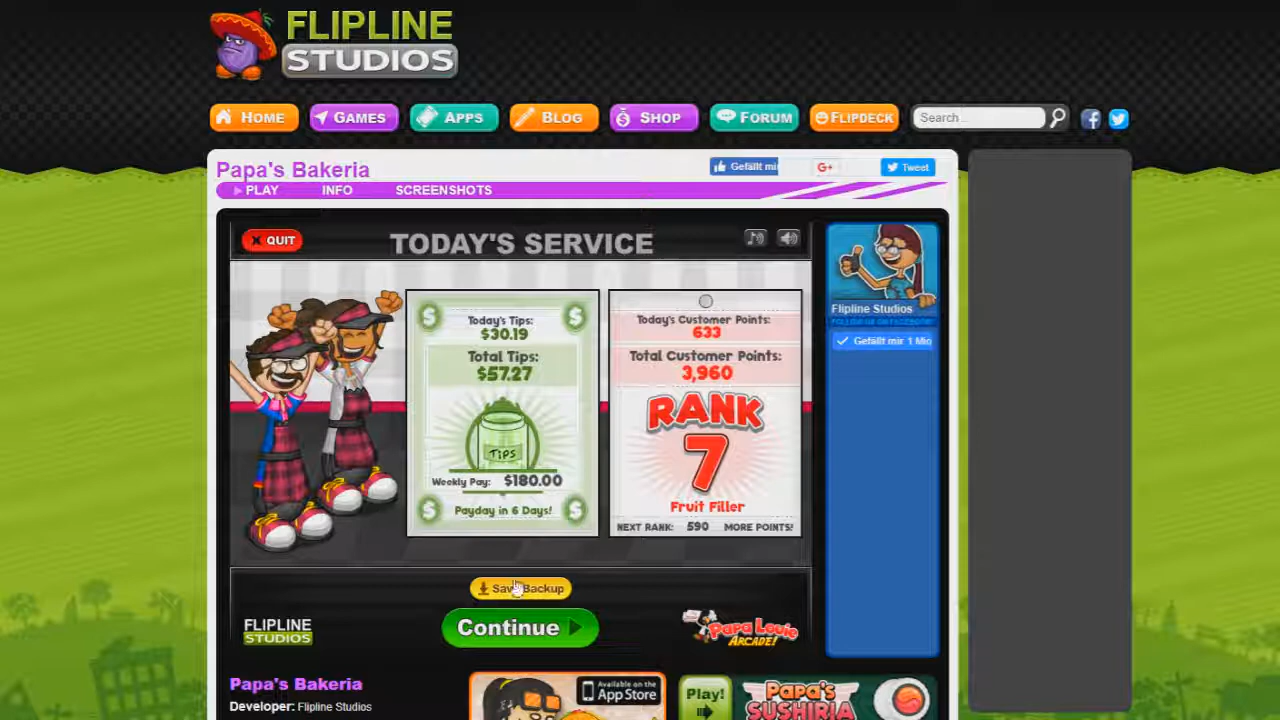 FLIPLINE
STUDIOS
HOME
GAMES
APPS
BLOG
SHOP
FORUM
FLIPDECK
Search...
Papa's Bakeria
Gefällt mi
G+
Tweet
PLAY
INFO
SCREENSHOTS
QUIT
TODAY'S SERVICE
Today's Tips:
$30.19
Total Tips:
$57.27
TIPS
Weekly Pay: $180.00
Payday in 6 Days!
Today's Customer Points:
633
Total Customer Points:
3,960
RANK
7
Fruit Filler
NEXT RANK: 590 MORE POINTS!
Flipline Studios
Gefällt mir 1 Mio
Save Backup
Continue
FLIPLINE
STUDIOS
Papa Louie
ARCADE!
Papa's Bakeria
Developer: Flipline Studios
Available on the
App Store
Play!
Papa's
SUSHIRIA